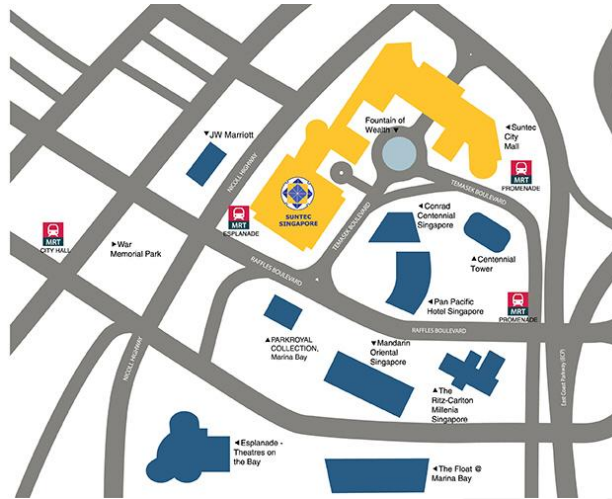 ◄Suntec
City
Mall
Fountain of
Wealth ▼
▼JW Marriott
NICOLL HIGHWAY
MRT
PROMENADE
SUNTEC
SINGAPORE
TEMASEK BOULEVARD
TEMASEK BOULEVARD
◄Conrad
Centennial
Singapore
MRT
ESPLANADE
MRT
CITY HALL
►War
Memorial Park
▲Centennial
Tower
RAFFLES BOULEVARD
◄Pan Pacific
Hotel Singapore
MRT
PROMENADE
RAFFLES BOULEVARD
▲PARKROYAL
COLLECTION,
Marina Bay
▼Mandarin
Oriental
Singapore
NICOLL HIGHWAY
East Coast Parkway (ECP)
▲The
Ritz-Carlton
Millenia
Singapore
◄Esplanade -
Theatres on
the Bay
◄The Float @
Marina Bay